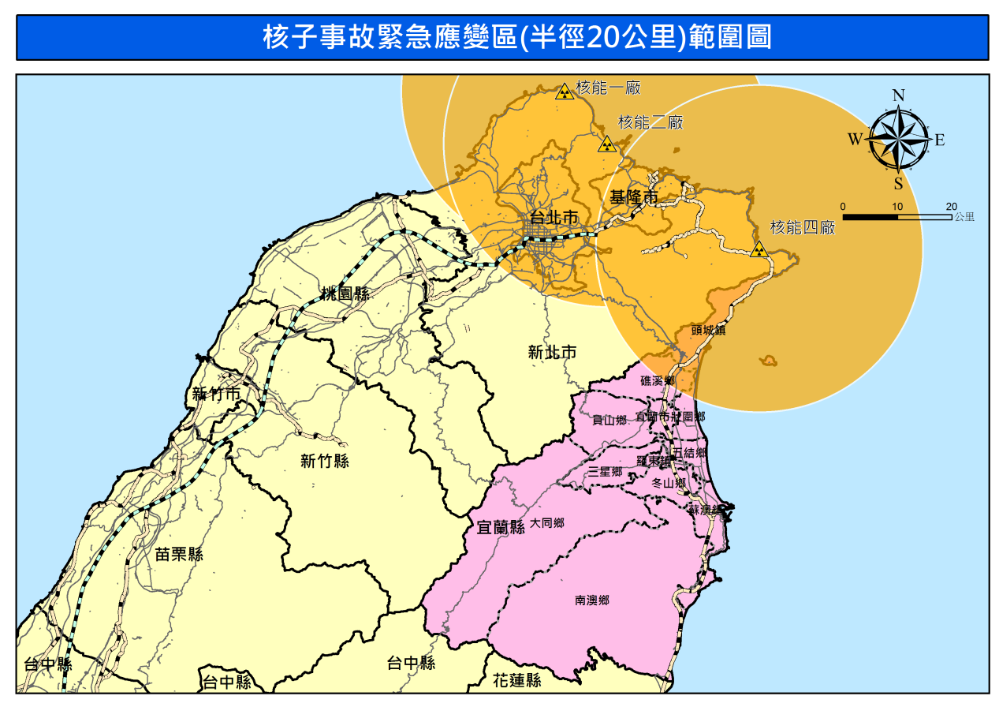 核子事故緊急應變區(半徑20公里)範圍圖
核能一廠
N
核能二廠
W
E
S
基隆市
台北市
0
10
20
公里
核能四廠
桃園縣
頭城鎮
新北市
礁溪鄉
新竹市
員山鄉
宜蘭市
壯圍鄉
五結鄉
新竹縣
羅東鎮
三星鄉
冬山鄉
蘇澳鎮
宜蘭縣
大同鄉
苗栗縣
南澳鄉
台中縣
台中縣
台中縣
花蓮縣